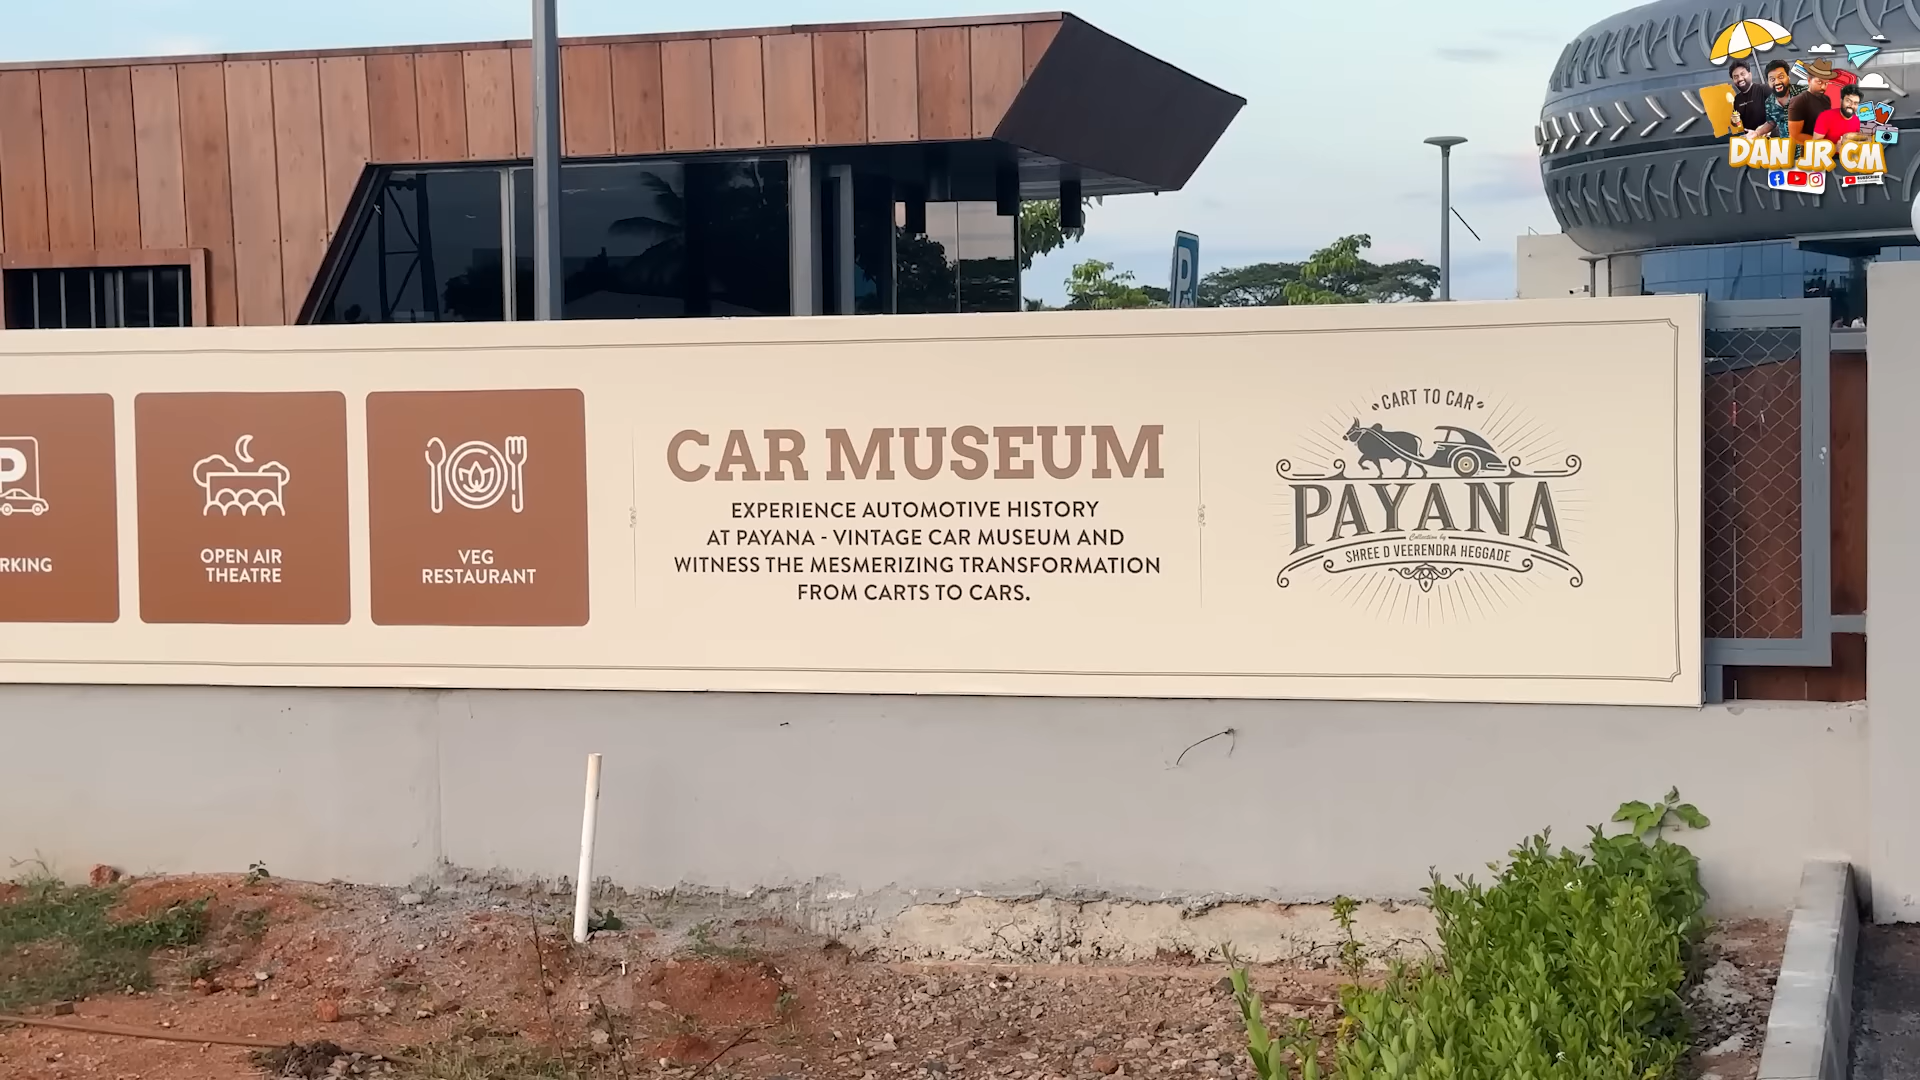 P
RKING
OPEN AIR
THEATRE
VEG
RESTAURANT
CAR MUSEUM
EXPERIENCE AUTOMOTIVE HISTORY
AT PAYANA - VINTAGE CAR MUSEUM AND
WITNESS THE MESMERIZING TRANSFORMATION
FROM CARTS TO CARS.
CART TO CAR
PAYANA
Collection by
SHREE D VEERENDRA HEGGADE
P
DAN JR CM
SUBSCRIBE